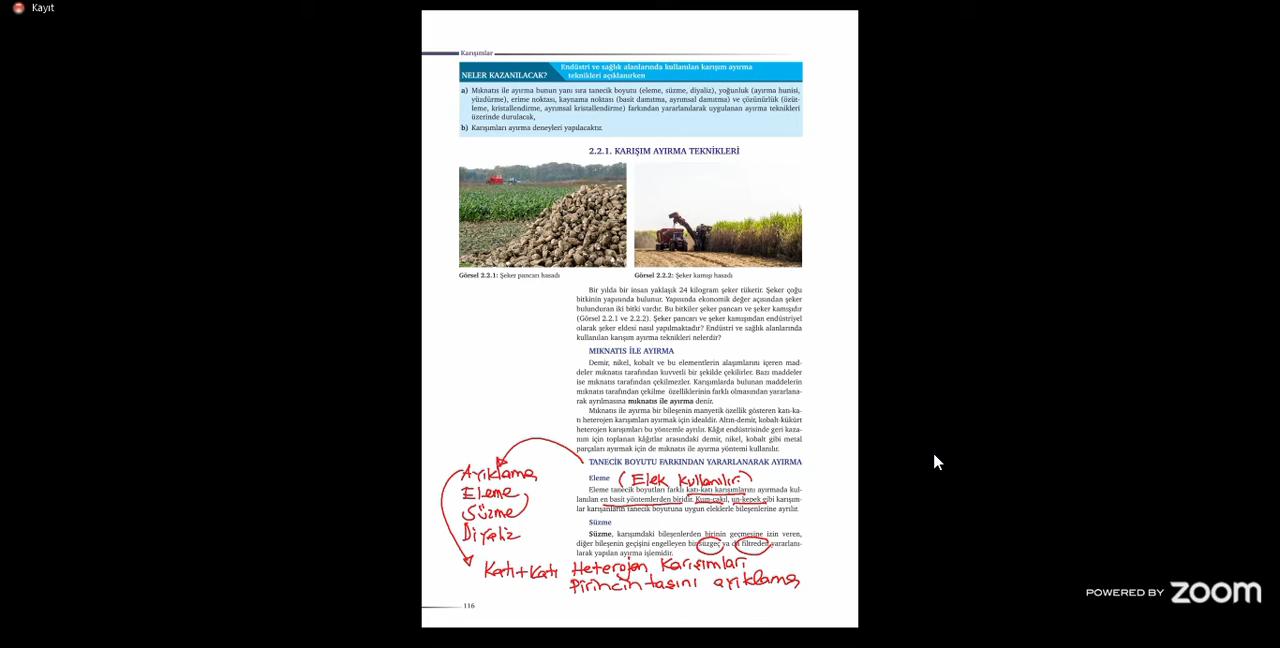 Kayıt
Karışımlar
NELER KAZANILACAK?
Endüstri ve sağlık alanlarında kullanılan karışım ayırma
teknikleri açıklanırken
a) Mıknatıs ile ayırma bunun yanı sıra tanecik boyutu (eleme, süzme, diyaliz), yoğunluk (ayırma hunisi,
yüzdürme), erime noktası, kaynama noktası (basit damıtma, ayrımsal damıtma) ve çözünürlük (özüt-
leme, kristallendirme, ayrımsal kristallendirme) farkından yararlanılarak uygulanan ayırma teknikleri
üzerinde durulacak,
b) Karışımları ayırma deneyleri yapılacaktır.
2.2.1. KARIŞIM AYIRMA TEKNİKLERİ
Görsel 2.2.1: Şeker pancarı hasadı
Görsel 2.2.2: Şeker kamışı hasadı
Bir yılda bir insan yaklaşık 24 kilogram şeker tüketir. Şeker çoğu
bitkinin yapısında bulunur. Yapısında ekonomik değer açısından şeker
bulunduran iki bitki vardır. Bu bitkiler şeker pancarı ve şeker kamışıdır
(Görsel 2.2.1 ve 2.2.2). Şeker pancarı ve şeker kamışından endüstriyel
olarak şeker eldesi nasıl yapılmaktadır? Endüstri ve sağlık alanlarında
kullanılan karışım ayırma teknikleri nelerdir?
MIKNATIS İLE AYIRMA
Demir, nikel, kobalt ve bu elementlerin alaşımlarını içeren mad-
deler mıknatıs tarafından kuvvetli bir şekilde çekilirler. Bazı maddeler
ise mıknatıs tarafından çekilmezler. Karışımlarda bulunan maddelerin
mıknatıs tarafından çekilme özelliklerinin farklı olmasından yararlana-
rak ayrılmasına mıknatıs ile ayırma denir.
Mıknatıs ile ayırma bir bileşenin manyetik özellik gösteren katı-ka-
tı heterojen karışımları ayırmak için idealdir. Altın-demir, kobalt-kükürt
heterojen karışımları bu yöntemle ayrılır. Kâğıt endüstrisinde geri kaza-
nım için toplanan kâğıtlar arasındaki demir, nikel, kobalt gibi metal
parçaları ayırmak için de mıknatıs ile ayırma yöntemi kullanılır.
TANECİK BOYUTU FARKINDAN YARARLANARAK AYIRMA
Ayıklama
Eleme
Süzme
Diyaliz
Eleme (Elek kullanılır.)
Eleme tanecik boyutları farklı katı-katı karışımlarını ayırmada kul-
lanılan en basit yöntemlerden biridir. Kum-çakıl, un-kepek gibi karışım-
lar karışanların tanecik boyutuna uygun eleklerle bileşenlerine ayrılır.
Süzme
Süzme, karışımdaki bileşenlerden birinin geçmesine izin veren,
diğer bileşenin geçişini engelleyen bir süzgeç ya da filtreden yararlanı-
larak yapılan ayırma işlemidir.
Katı+Katı Heterojen Karışımları
Pirincin taşını ayıklama
116
POWERED BY zoom